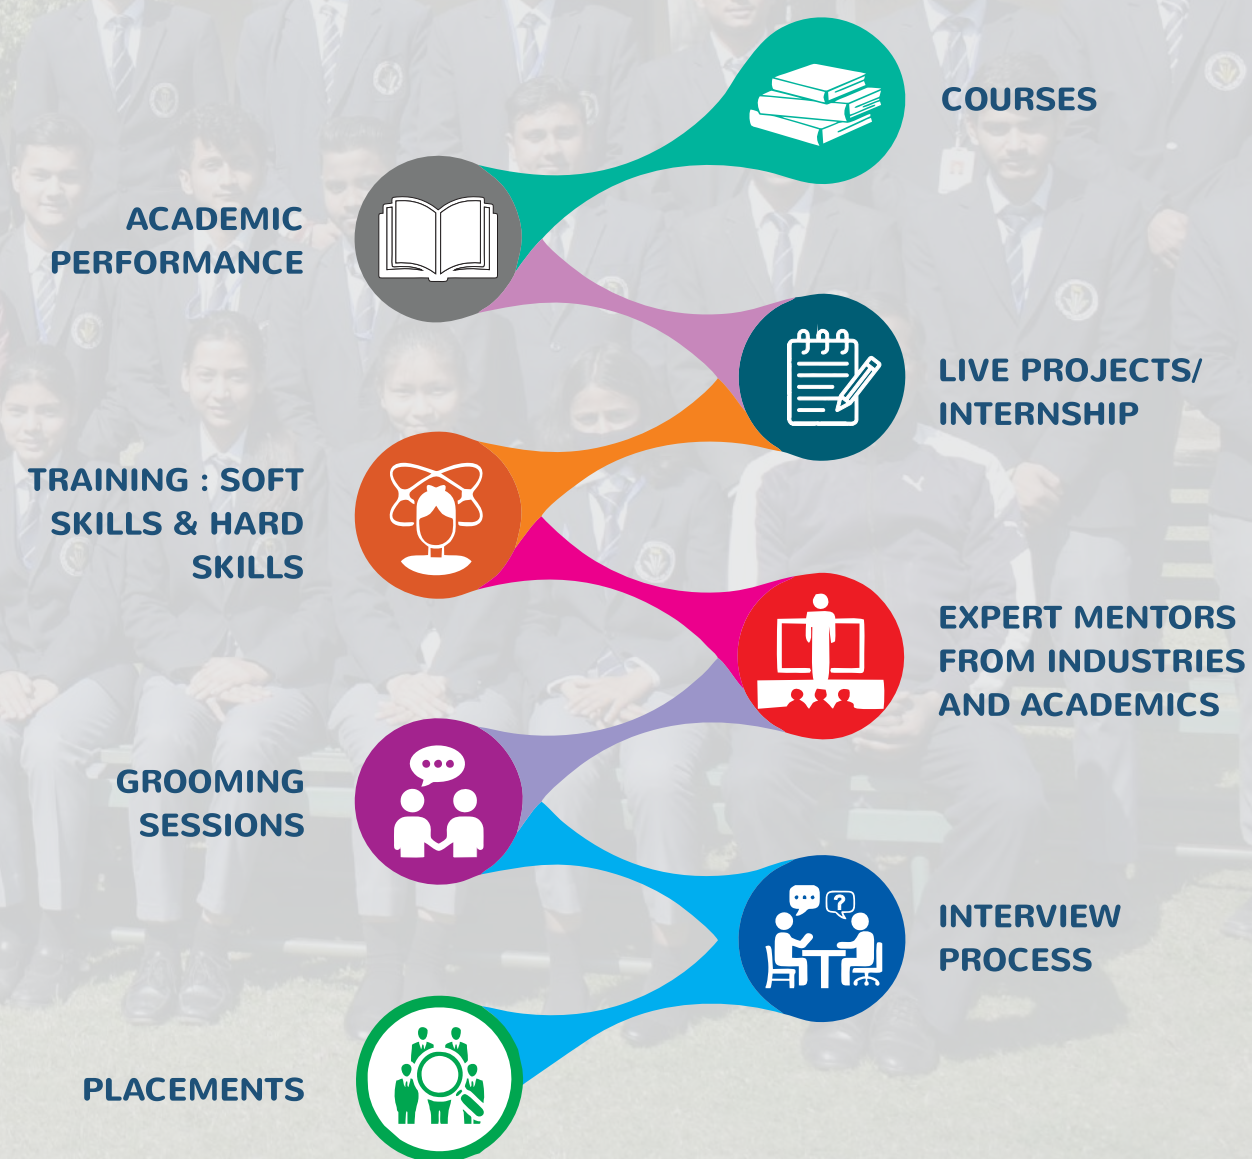 COURSES
ACADEMIC
PERFORMANCE
LIVE PROJECTS/
INTERNSHIP
TRAINING : SOFT
SKILLS & HARD
SKILLS
EXPERT MENTORS
FROM INDUSTRIES
AND ACADEMICS
GROOMING
SESSIONS
INTERVIEW
PROCESS
PLACEMENTS